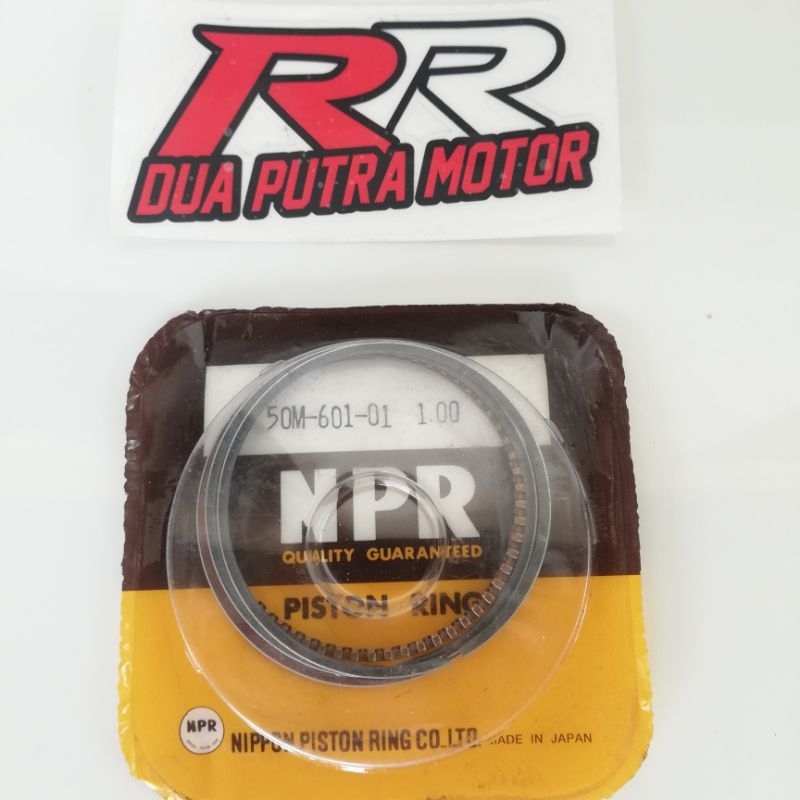 RR
DUA PUTRA MOTOR
50M-601-01 1.00
NPR
QUALITY GUARANTEED
PISTON RING
NPR
NIPPON PISTON RING CO., LTD. MADE IN JAPAN